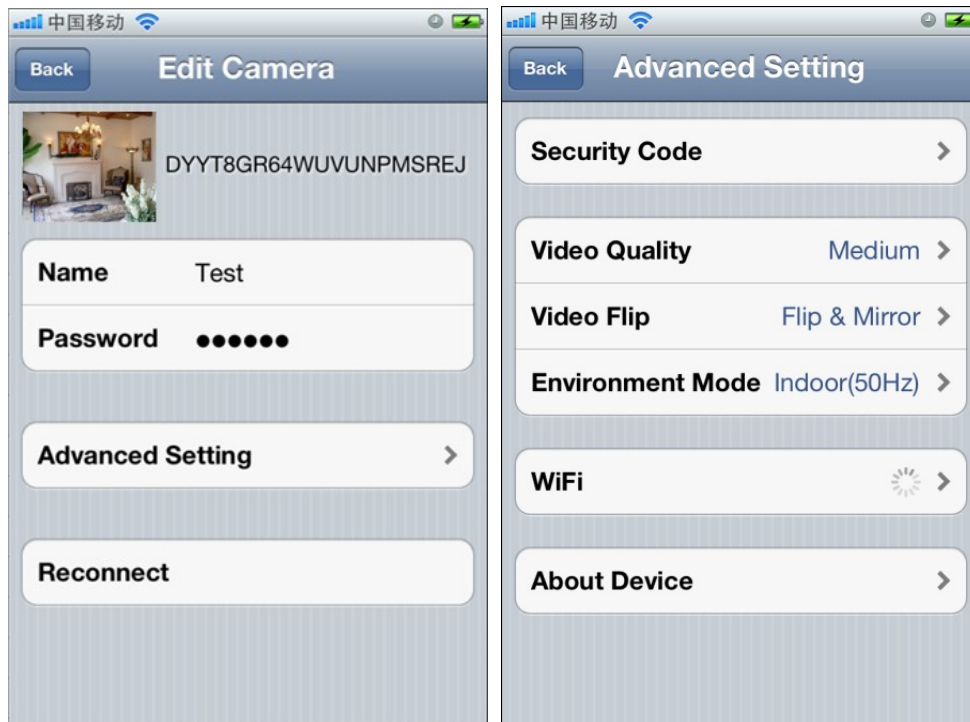 中国移动
Back Edit Camera
DYYT8GR64WUVUNPMSREJ
Name Test
Password ●●●●●●
Advanced Setting
Reconnect
中国移动
Back Advanced Setting
Security Code
Video Quality Medium
Video Flip Flip & Mirror
Environment Mode Indoor(50Hz)
WiFi
About Device